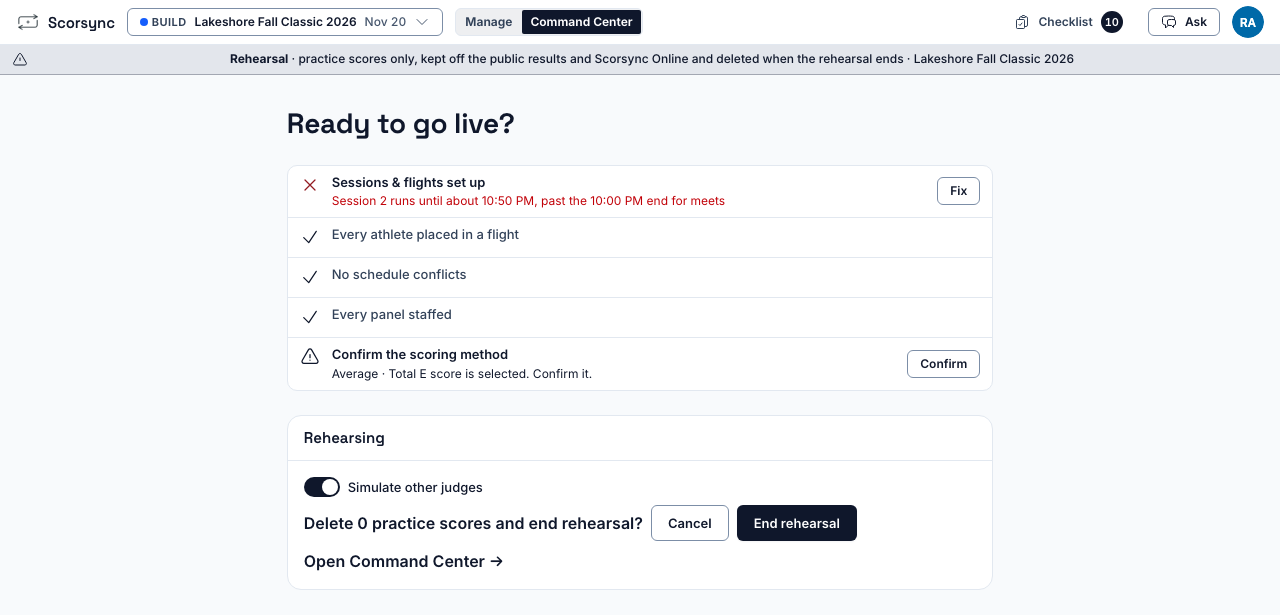 Scorsync
BUILD Lakeshore Fall Classic 2026 Nov 20
Manage
Command Center
Checklist 10
Ask
RA
Rehearsal · practice scores only, kept off the public results and Scorsync Online and deleted when the rehearsal ends · Lakeshore Fall Classic 2026
Ready to go live?
Sessions & flights set up
Session 2 runs until about 10:50 PM, past the 10:00 PM end for meets
Fix
Every athlete placed in a flight
No schedule conflicts
Every panel staffed
Confirm the scoring method
Average · Total E score is selected. Confirm it.
Confirm
Rehearsing
Simulate other judges
Delete 0 practice scores and end rehearsal?
Cancel
End rehearsal
Open Command Center →